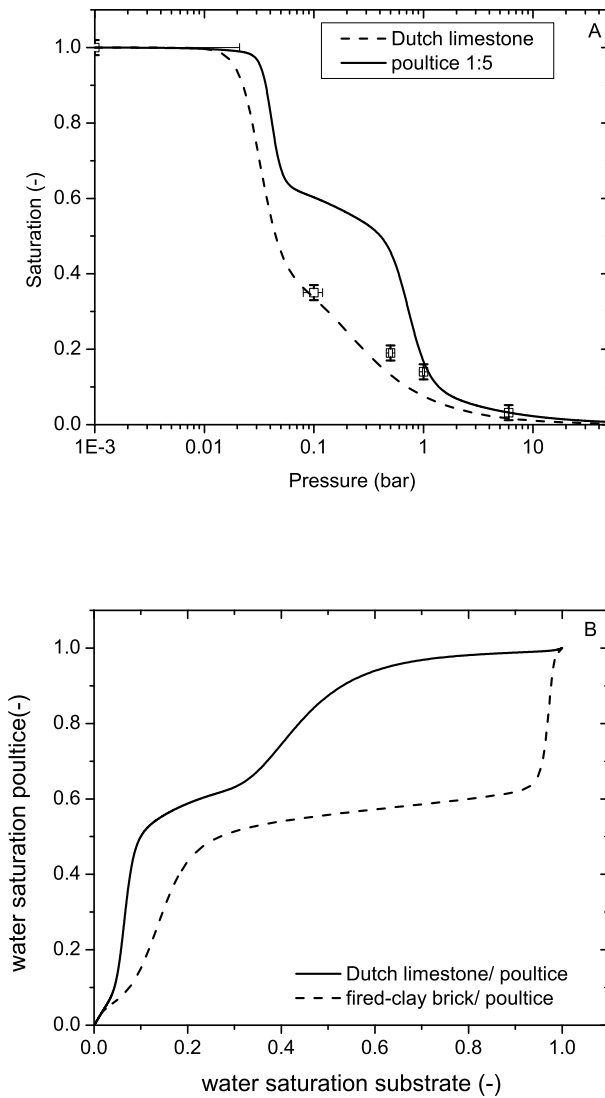 A
Dutch limestone
poultice 1:5
1.0
0.8
0.6
0.4
0.2
0.0
Saturation (-)
1E-3 0.01 0.1 1 10
Pressure (bar)
B
1.0
0.8
0.6
0.4
0.2
0.0
water saturation poultice(-)
Dutch limestone/ poultice
fired-clay brick/ poultice
0.0 0.2 0.4 0.6 0.8 1.0
water saturation substrate (-)